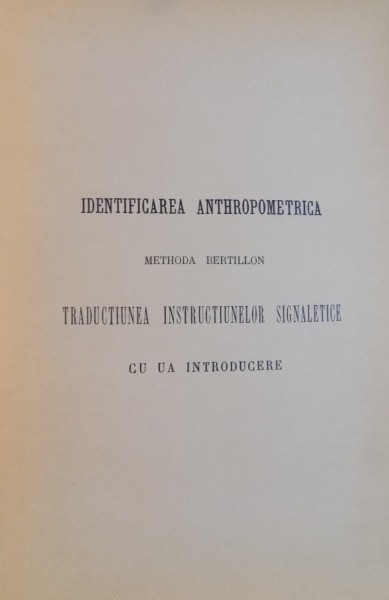 IDENTIFICAREA ANTHROPOMETRICA
METHODA BERTILLON
TRADUCTIUNEA INSTRUCTIUNELOR SIGNALETICE
CU UA INTRODUCERE